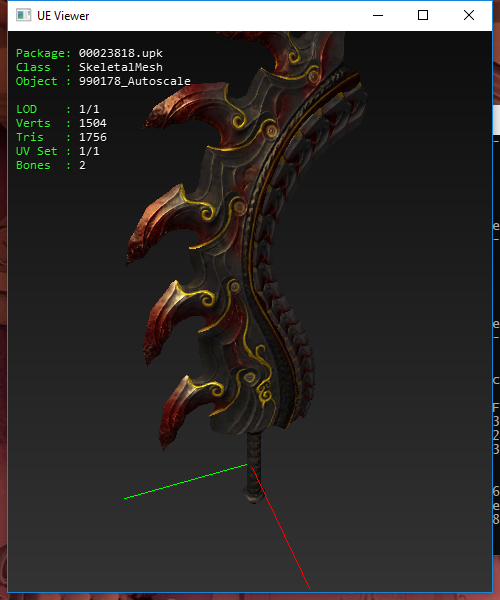 UE Viewer
Package: 00023818.upk
Class : SkeletalMesh
Object : 990178_Autoscale
LOD : 1/1
Verts : 1504
Tris : 1756
UV Set : 1/1
Bones : 2